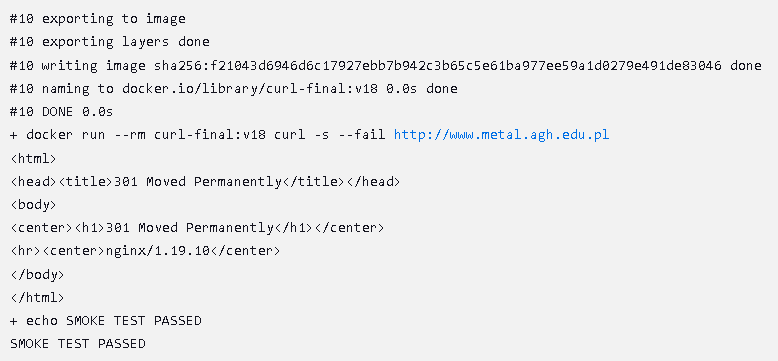 #10 exporting to image
#10 exporting layers done
#10 writing image sha256:f21043d6946d6c17927ebb7b942c3b65c5e61ba977ee59a1d0279e491de83046 done
#10 naming to docker.io/library/curl-final:v18 0.0s done
#10 DONE 0.0s
+ docker run --rm curl-final:v18 curl -s --fail http://www.metal.agh.edu.pl
<html>
<head><title>301 Moved Permanently</title></head>
<body>
<center><h1>301 Moved Permanently</h1></center>
<hr><center>nginx/1.19.10</center>
</body>
</html>
+ echo SMOKE TEST PASSED
SMOKE TEST PASSED